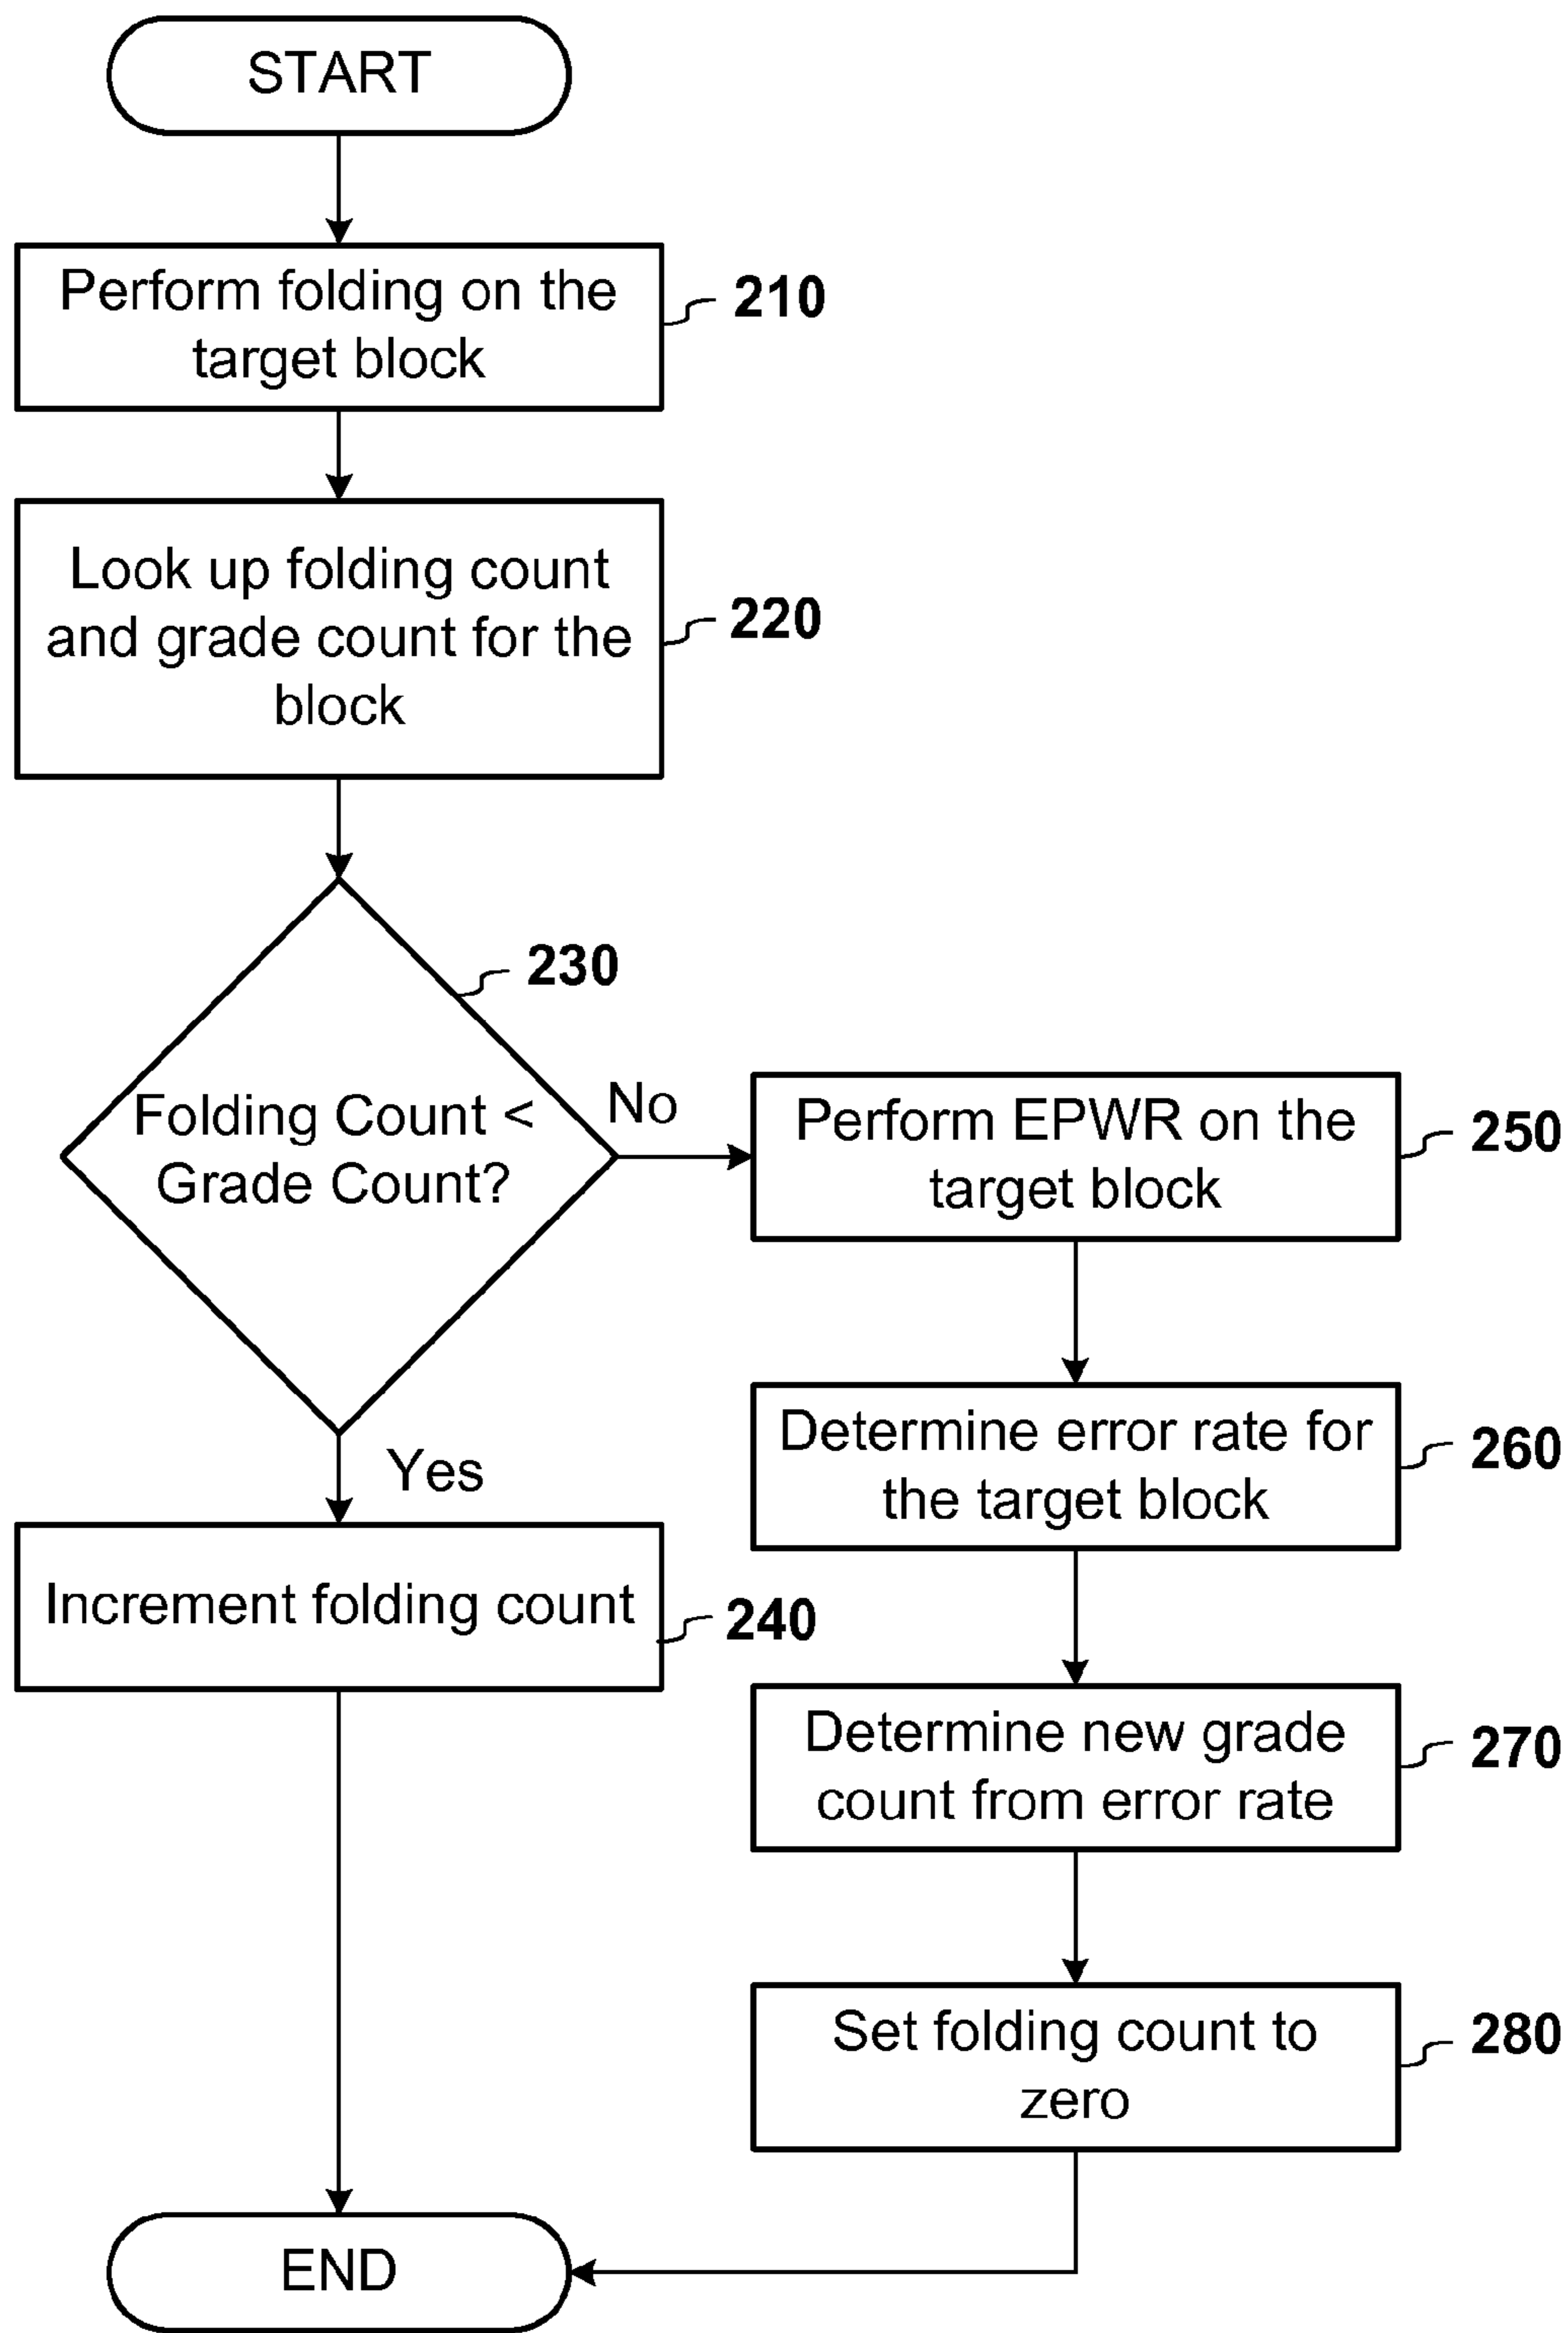 START
Perform folding on the
target block
210
Look up folding count
and grade count for the
block
220
230
Folding Count <
Grade Count?
No
Yes
Increment folding count
240
Perform EPWR on the
target block
250
Determine error rate for
the target block
260
Determine new grade
count from error rate
270
Set folding count to
zero
280
END